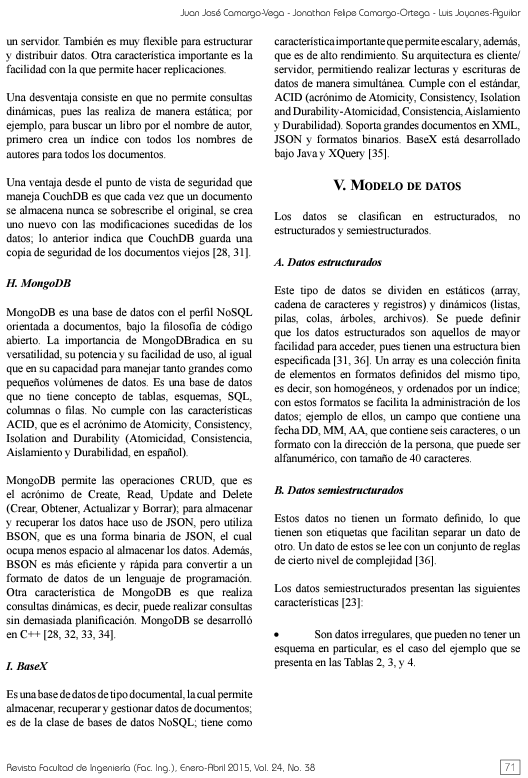 Juan José Camargo-Vega - Jonathan Felipe Camargo-Ortega - Luis Joyanes-Aguilar
un servidor. También es muy flexible para estructurar
y distribuir datos. Otra característica importante es la
facilidad con la que permite hacer replicaciones.
Una desventaja consiste en que no permite consultas
dinámicas, pues las realiza de manera estática; por
ejemplo, para buscar un libro por el nombre de autor,
primero crea un índice con todos los nombres de
autores para todos los documentos.
Una ventaja desde el punto de vista de seguridad que
maneja CouchDB es que cada vez que un documento
se almacena nunca se sobrescribe el original, se crea
uno nuevo con las modificaciones sucedidas de los
datos; lo anterior indica que CouchDB guarda una
copia de seguridad de los documentos viejos [28, 31].
H. MongoDB
MongoDB es una base de datos con el perfil NoSQL
orientada a documentos, bajo la filosofía de código
abierto. La importancia de MongoDBradica en su
versatilidad, su potencia y su facilidad de uso, al igual
que en su capacidad para manejar tanto grandes como
pequeños volúmenes de datos. Es una base de datos
que no tiene concepto de tablas, esquemas, SQL,
columnas o filas. No cumple con las características
ACID, que es el acrónimo de Atomicity, Consistency,
Isolation and Durability (Atomicidad, Consistencia,
Aislamiento y Durabilidad, en español).
MongoDB permite las operaciones CRUD, que es
el acrónimo de Create, Read, Update and Delete
(Crear, Obtener, Actualizar y Borrar); para almacenar
y recuperar los datos hace uso de JSON, pero utiliza
BSON, que es una forma binaria de JSON, el cual
ocupa menos espacio al almacenar los datos. Además,
BSON es más eficiente y rápida para convertir a un
formato de datos de un lenguaje de programación.
Otra característica de MongoDB es que realiza
consultas dinámicas, es decir, puede realizar consultas
sin demasiada planificación. MongoDB se desarrolló
en C++ [28, 32, 33, 34].
I. BaseX
Es una base de datos de tipo documental, la cual permite
almacenar, recuperar y gestionar datos de documentos;
es de la clase de bases de datos NoSQL; tiene como
característica importante que permite escalar y, además,
que es de alto rendimiento. Su arquitectura es cliente/
servidor, permitiendo realizar lecturas y escrituras de
datos de manera simultánea. Cumple con el estándar,
ACID (acrónimo de Atomicity, Consistency, Isolation
and Durability-Atomicidad, Consistencia, Aislamiento
y Durabilidad). Soporta grandes documentos en XML,
JSON y formatos binarios. BaseX está desarrollado
bajo Java y XQuery [35].
V. Modelo de datos
Los datos se clasifican en estructurados, no
estructurados y semiestructurados.
A. Datos estructurados
Este tipo de datos se dividen en estáticos (array,
cadena de caracteres y registros) y dinámicos (listas,
pilas, colas, árboles, archivos). Se puede definir
que los datos estructurados son aquellos de mayor
facilidad para acceder, pues tienen una estructura bien
especificada [31, 36]. Un array es una colección finita
de elementos en formatos definidos del mismo tipo,
es decir, son homogéneos, y ordenados por un índice;
con estos formatos se facilita la administración de los
datos; ejemplo de ellos, un campo que contiene una
fecha DD, MM, AA, que contiene seis caracteres, o un
formato con la dirección de la persona, que puede ser
alfanumérico, con tamaño de 40 caracteres.
B. Datos semiestructurados
Estos datos no tienen un formato definido, lo que
tienen son etiquetas que facilitan separar un dato de
otro. Un dato de estos se lee con un conjunto de reglas
de cierto nivel de complejidad [36].
Los datos semiestructurados presentan las siguientes
características [23]:
• Son datos irregulares, que pueden no tener un
esquema en particular, es el caso del ejemplo que se
presenta en las Tablas 2, 3, y 4.
Revista Facultad de Ingeniería (Fac. Ing.), Enero-Abril 2015, Vol. 24, No. 38
71